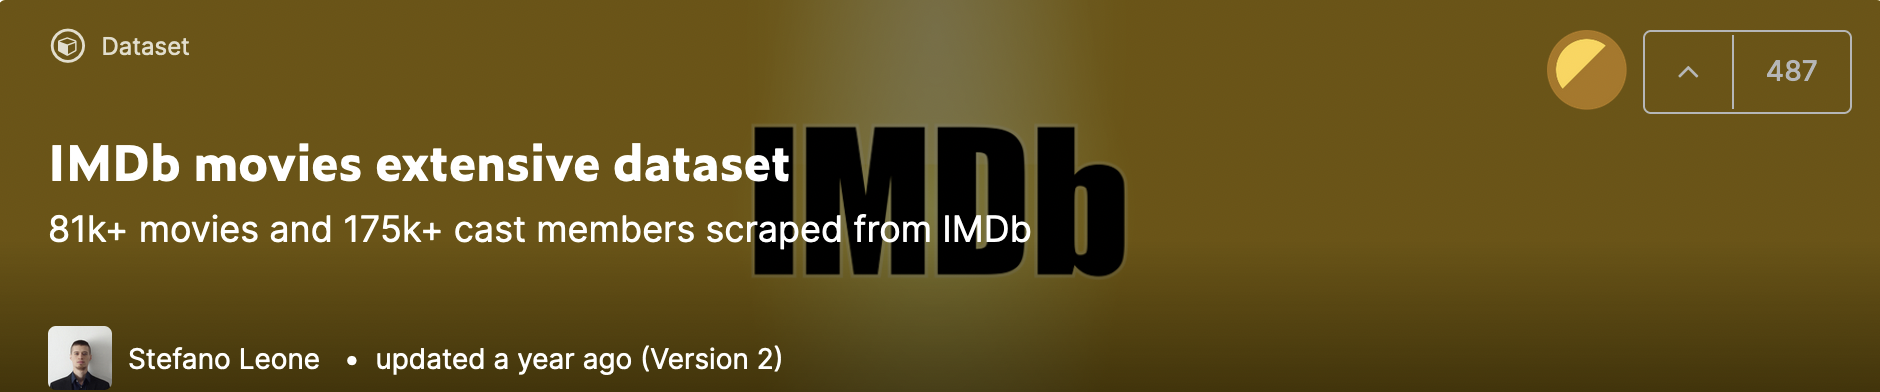 Dataset
487
IMDb
IMDb movies extensive dataset
81k+ movies and 175k+ cast members scraped from IMDb
Stefano Leone • updated a year ago (Version 2)